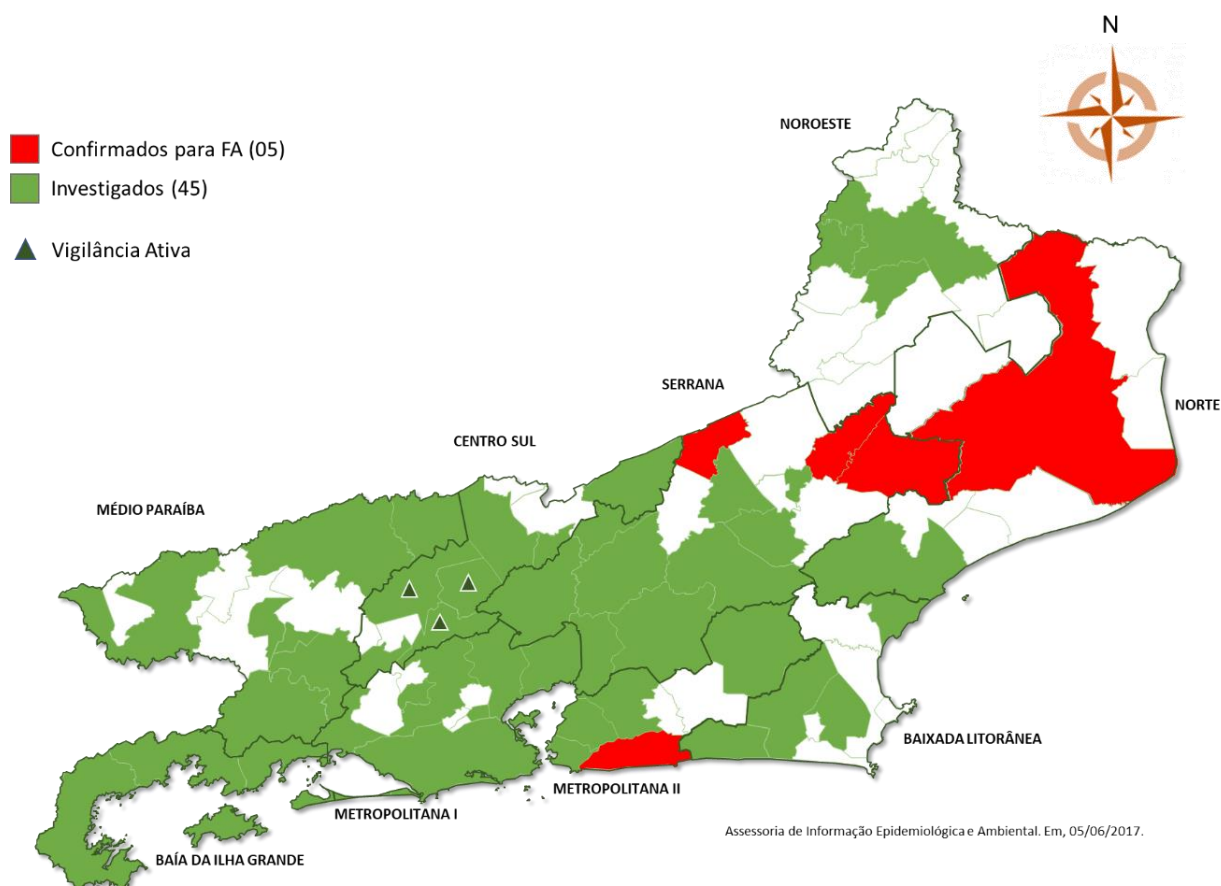 N
NOROESTE
Confirmados para FA (05)
Investigados (45)
Vigilância Ativa
SERRANA
NORTE
CENTRO SUL
MÉDIO PARAÍBA
BAIXADA LITORÂNEA
METROPOLITANA II
METROPOLITANA I
Assessoria de Informação Epidemiológica e Ambiental. Em, 05/06/2017.
BAÍA DA ILHA GRANDE